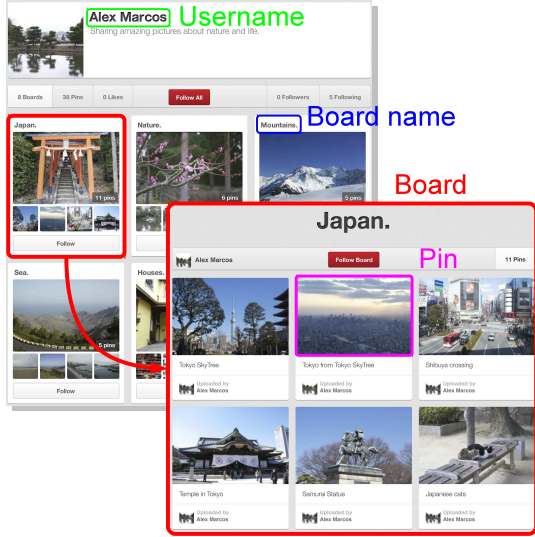 Alex Marcos Username
Sharing amazing pictures about nature and life.
8 Boards 38 Pins 0 Likes Follow All 0 Followers 5 Following
Japan. Nature. Mountains. Board name
11 pins 6 pins 5 pins
Follow
Board
Japan.
Alex Marcos Follow Board Pin 11 Pins
Sea. Houses.
5 pins
Follow
Tokyo SkyTree Tokyo from Tokyo SkyTree Shibuya crossing
Uploaded by Uploaded by Uploaded by
Alex Marcos Alex Marcos Alex Marcos
Temple in Tokyo Samurai Statue Japanese cats
Uploaded by Uploaded by Uploaded by
Alex Marcos Alex Marcos Alex Marcos